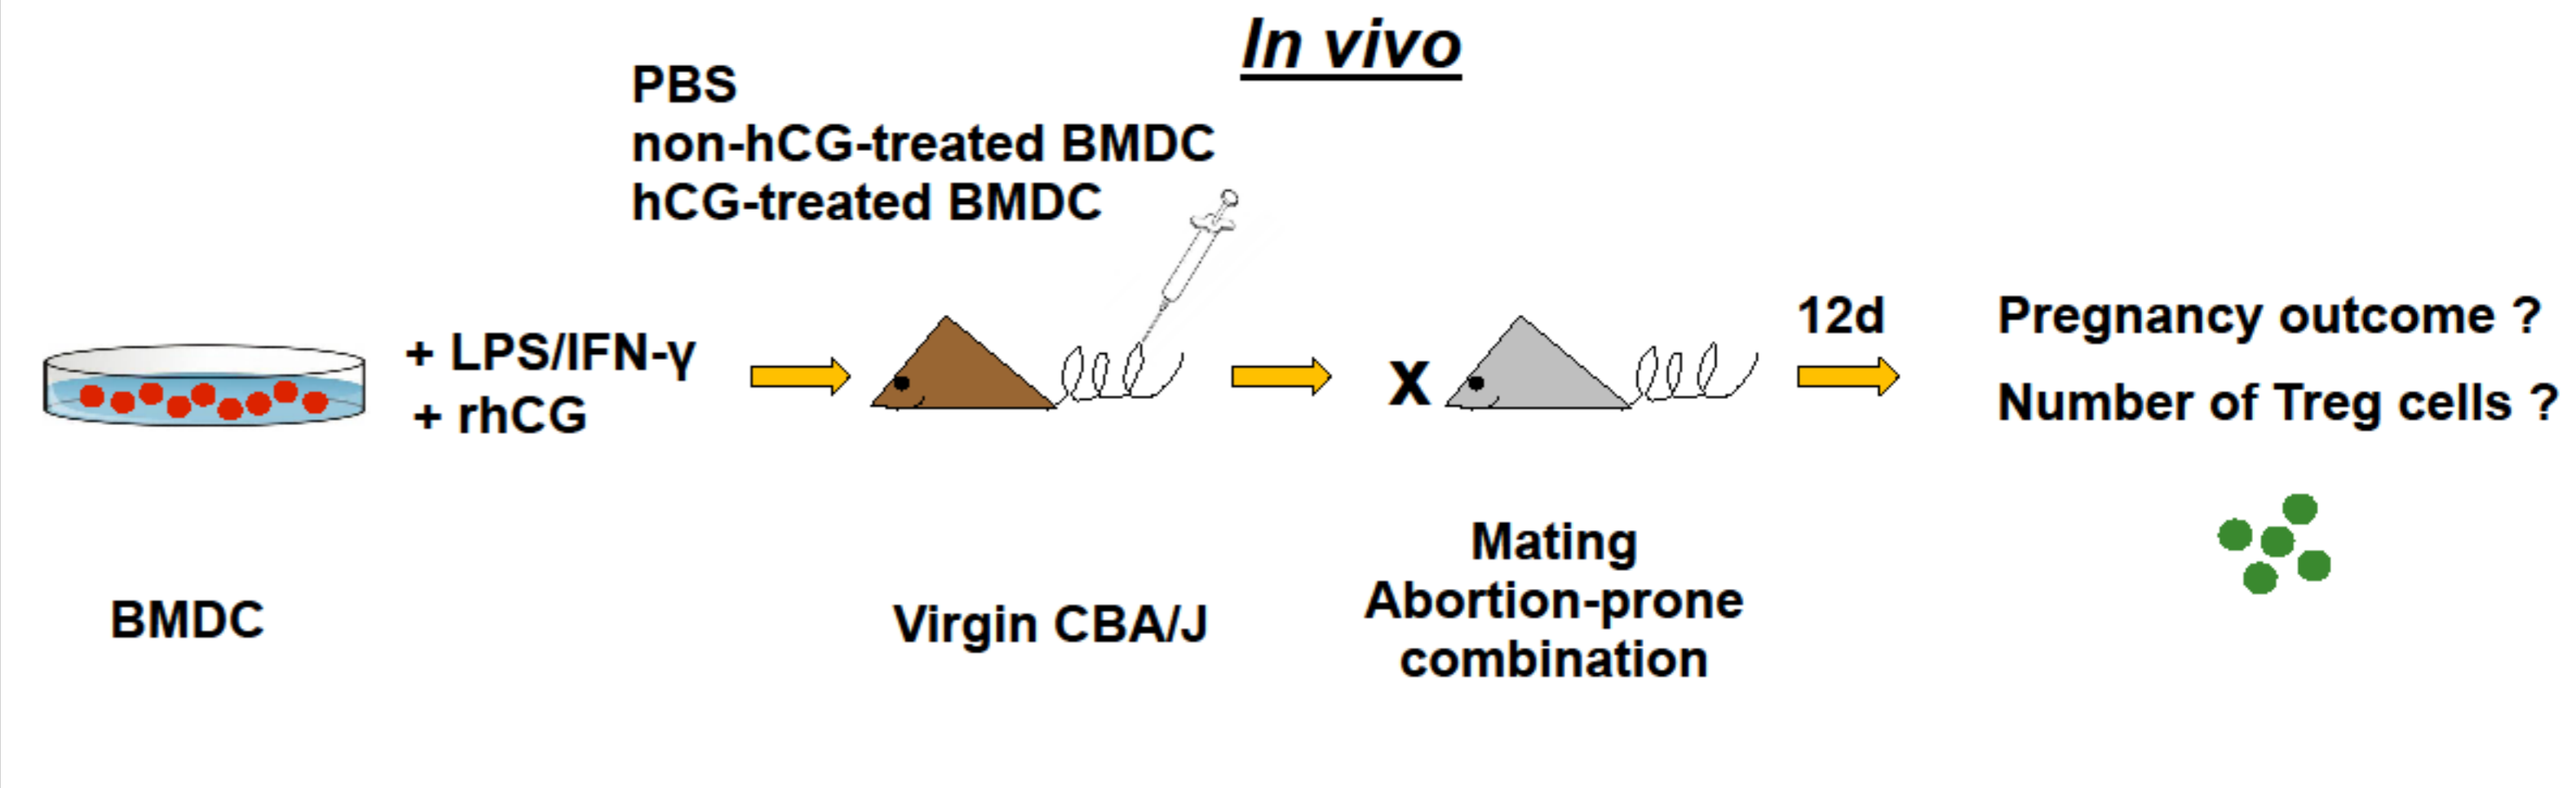 In vivo
PBS
non-hCG-treated BMDC
hCG-treated BMDC
+ LPS/IFN-γ
+ rhCG
X
12d
Pregnancy outcome ?
Number of Treg cells ?
BMDC
Virgin CBA/J
Mating
Abortion-prone
combination